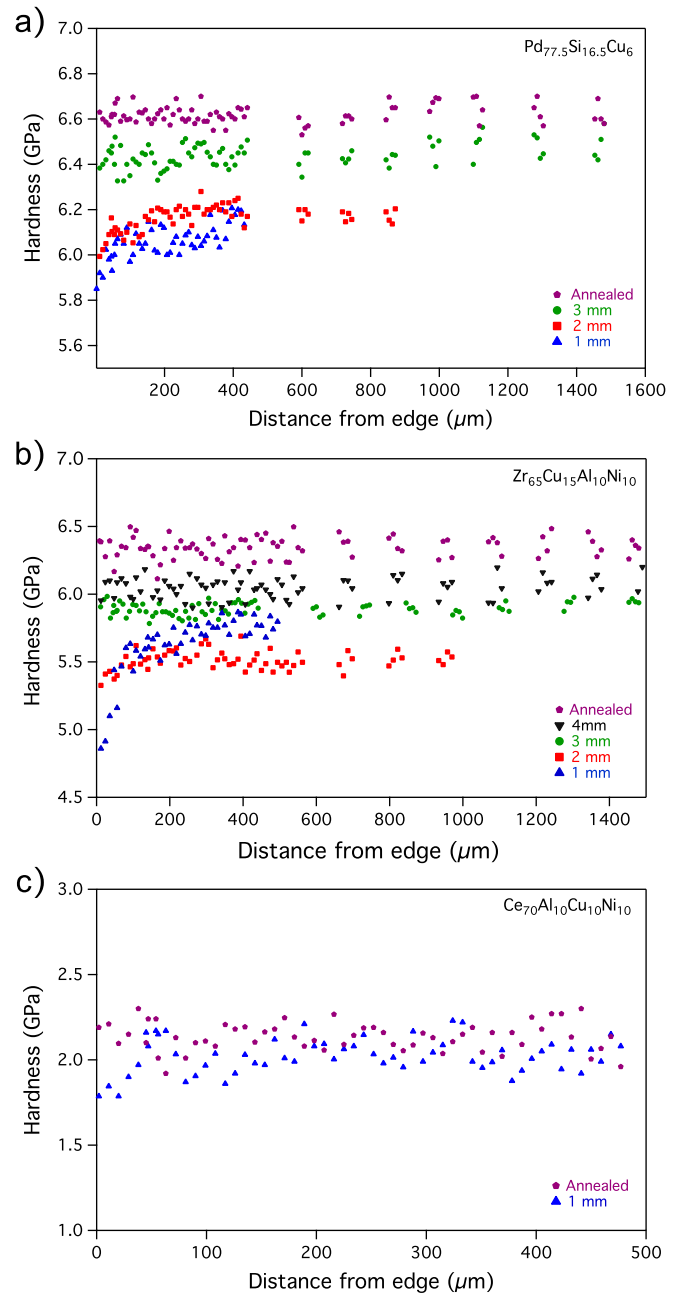 a)
Pd77.5Si16.5Cu6
7.0
6.8
6.6
6.4
6.2
6.0
5.8
5.6
Hardness (GPa)
Annealed
3 mm
2 mm
1 mm
200 400 600 800 1000 1200 1400 1600
Distance from edge (µm)
b)
Zr65Cu15Al10Ni10
7.0
6.5
6.0
5.5
5.0
4.5
Hardness (GPa)
Annealed
4mm
3 mm
2 mm
1 mm
0 200 400 600 800 1000 1200 1400
Distance from edge (µm)
c)
Ce70Al10Cu10Ni10
3.0
2.5
2.0
1.5
1.0
Hardness (GPa)
Annealed
1 mm
0 100 200 300 400 500
Distance from edge (µm)